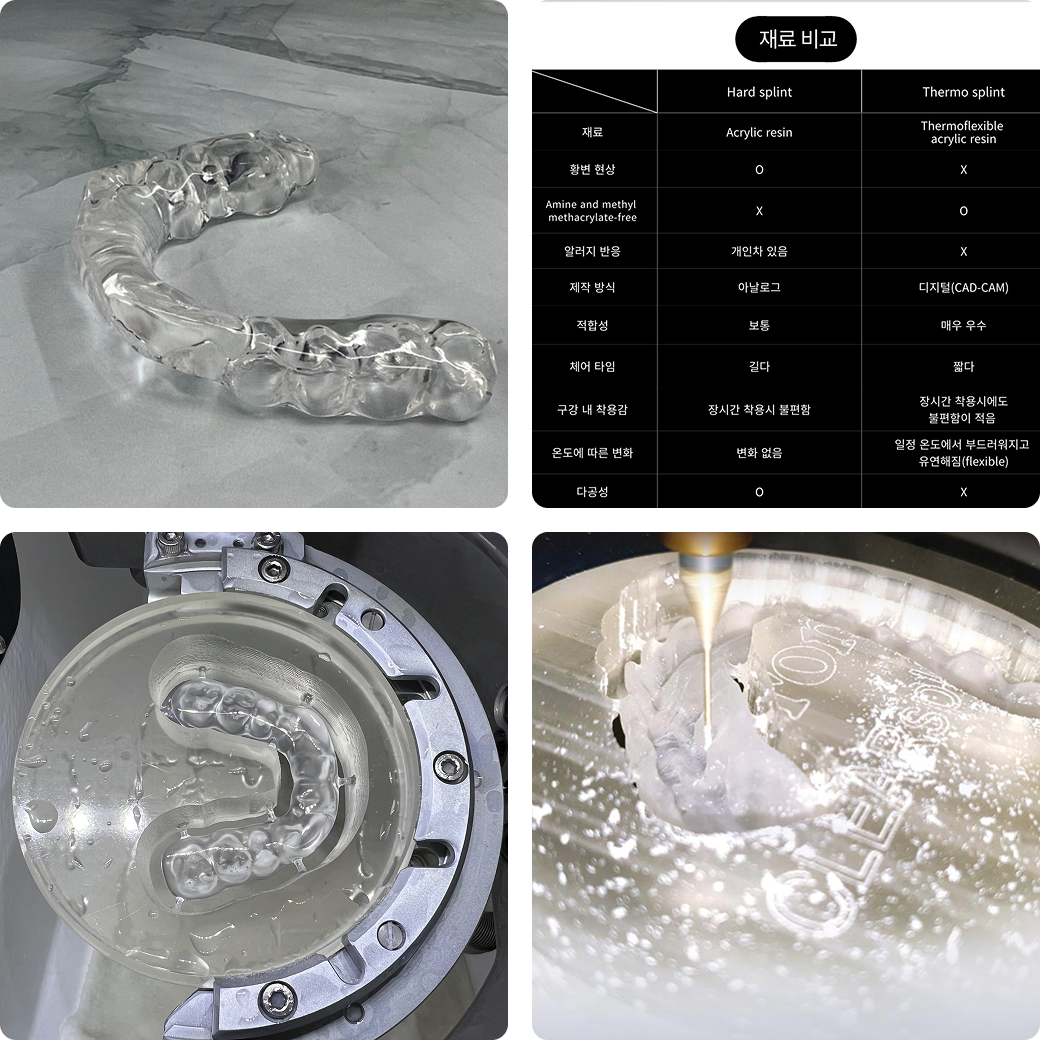 재료 비교
Hard splint
Thermo splint
재료
Acrylic resin
Thermoflexible
acrylic resin
황변 현상
O
X
Amine and methyl
methacrylate-free
X
O
알러지 반응
개인차 있음
X
제작 방식
아날로그
디지털(CAD-CAM)
적합성
보통
매우 우수
체어 타임
길다
짧다
구강 내 착용감
장시간 착용시 불편함
장시간 착용시에도
불편함이 적음
온도에 따른 변화
변화 없음
일정 온도에서 부드러워지고
유연해짐(flexible)
다공성
O
X